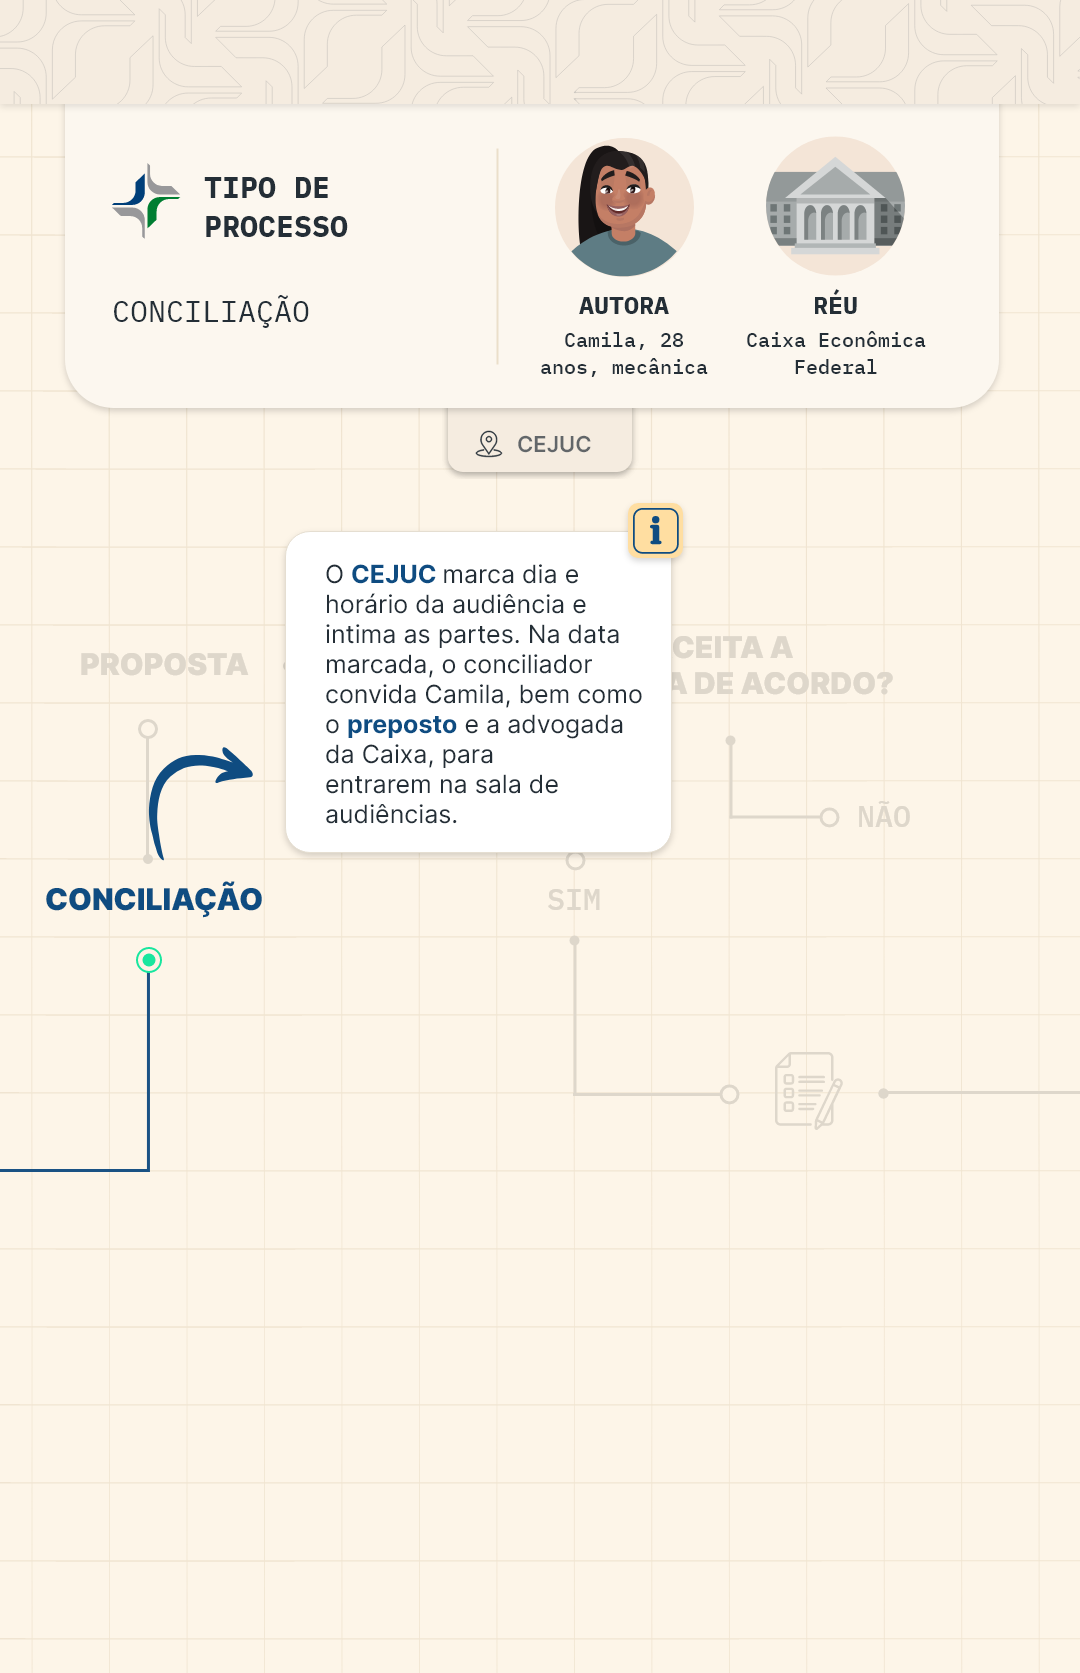 TIPO DE
PROCESSO
CONCILIAÇÃO
AUTORA
Camila, 28
anos, mecânica
RÉU
Caixa Econômica
Federal
CEJUC
O CEJUC marca dia e
horário da audiência e
intima as partes. Na data
marcada, o conciliador
convida Camila, bem como
o preposto e a advogada
da Caixa, para
entrarem na sala de
audiências.
PROPOSTA
CEITA A
A DE ACORDO?
NÃO
CONCILIAÇÃO
SIM